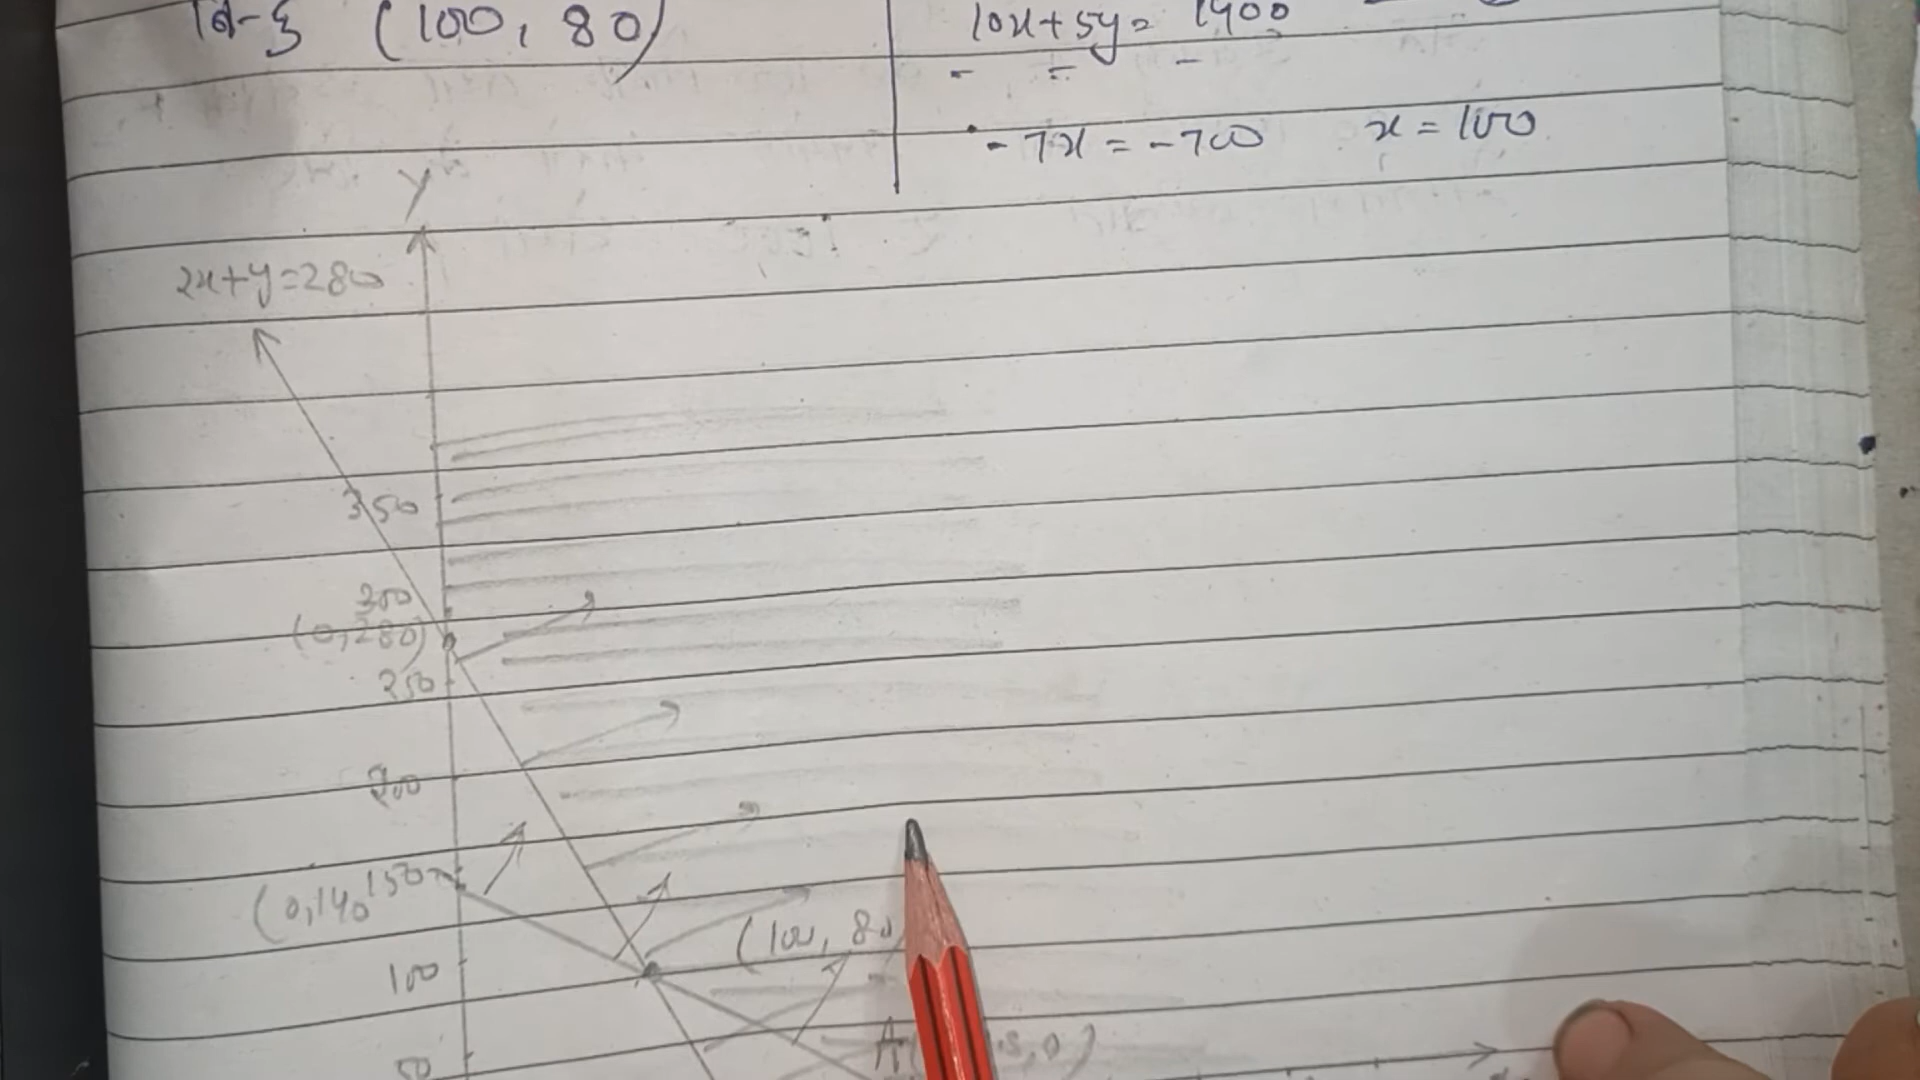 (100, 80)
10x+5y= 1400
- - -
- 7x = -700 x = 100
Y
2x+y=280
350
300
(0,280)
250
200
(0,140 150
(100, 80
100
A( ,0)
50